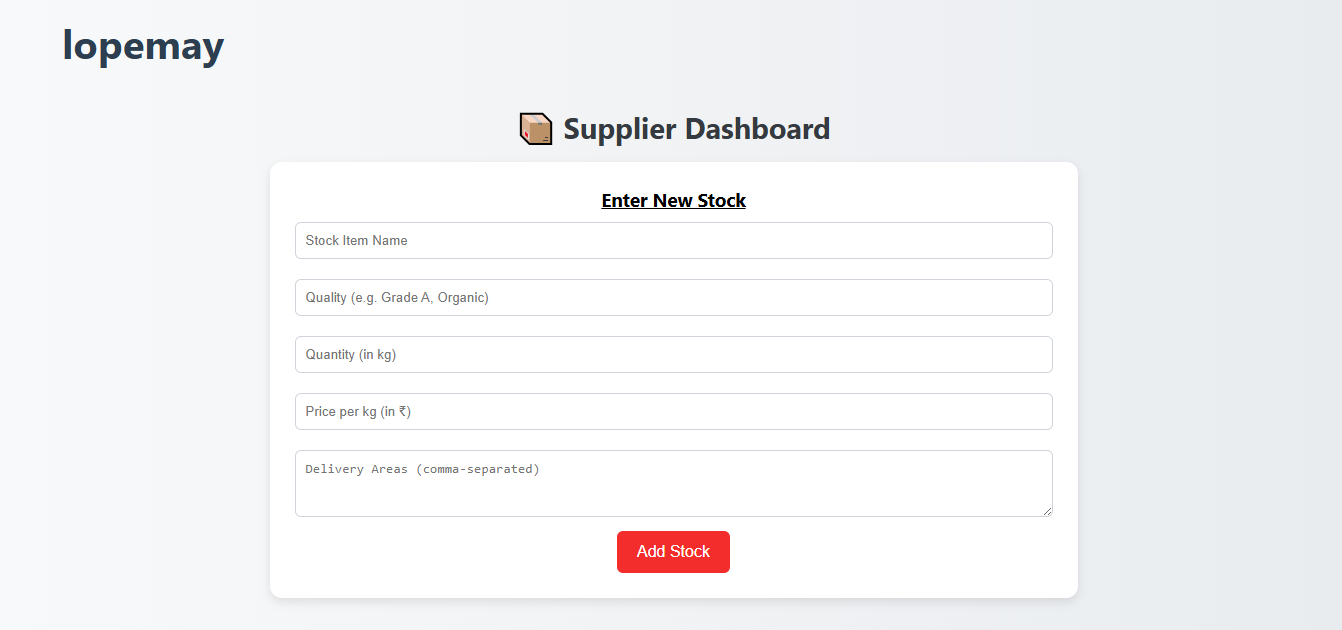 lopemay
Supplier Dashboard
Enter New Stock
Stock Item Name
Quality (e.g. Grade A, Organic)
Quantity (in kg)
Price per kg (in ₹)
Delivery Areas (comma-separated)
Add Stock